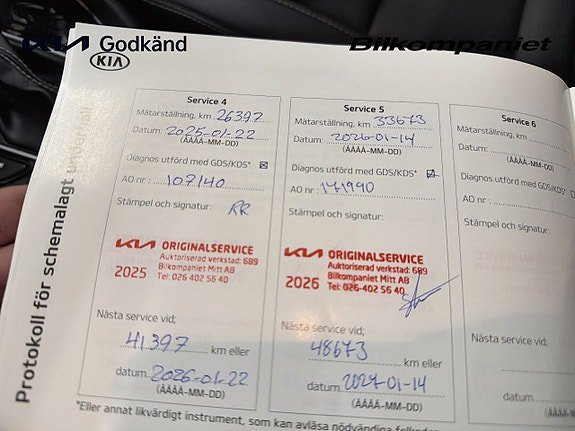 KIA Godkänd
Bilkompaniet
KIA
Protokoll för schemalagt
Service 4
Mätarställning, km 26397
Datum: 2025-01-22
(ÅÅÅÅ-MM-DD)
Diagnos utförd med GDS/KDS*
AO nr : 107140
Stämpel och signatur: RR
KIA ORIGINALSERVICE
Auktoriserad verkstad: 689
2025 Bilkompaniet Mitt AB
Tel: 026 402 56 40
Nästa service vid;
41397 km eller
datum 2026-01-22
(ÅÅÅÅ-MM-DD)
Service 5
Mätarställning, km 33673
Datum: 2026-01-14
(ÅÅÅÅ-MM-DD)
Diagnos utförd med GDS/KDS*
AO nr : 141990
Stämpel och signatur:
KIA ORIGINALSERVICE
Auktoriserad verkstad: 689
2026 Bilkompaniet Mitt AB
Tel: 026-402 56 40
Nästa service vid;
48673 km eller
datum 2027-01-14
(ÅÅÅÅ-MM-DD)
Service 6
Mätarställning, km
Datum:
(ÅÅÅÅ-MM-DD)
Diagnos utförd med GDS/
AO nr :
Stämpel och signatur:
Nästa service vid;
datum
(ÅÅÅÅ-MM-
*Eller annat likvärdigt instrument, som kan avläsa nödvändiga